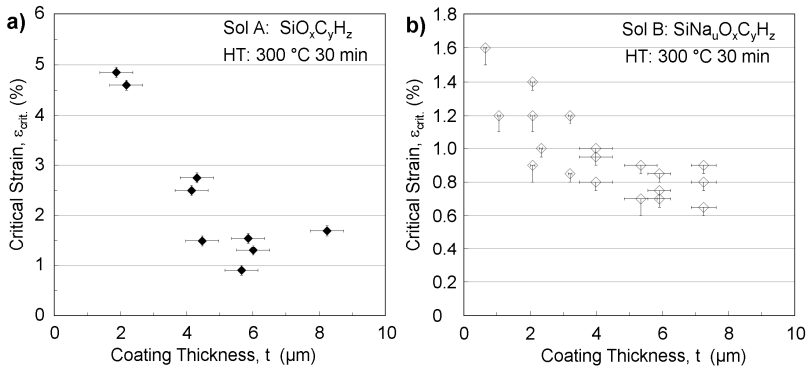 a)
Sol A: SiOxCyHz
HT: 300 °C 30 min
6
5
4
3
2
1
0
Critical Strain, εcrit. (%)
0 2 4 6 8 10
Coating Thickness, t (µm)
b)
Sol B: SiNauOxCyHz
HT: 300 °C 30 min
1.8
1.6
1.4
1.2
1.0
0.8
0.6
0.4
0.2
0.0
Critical Strain, εcrit. (%)
0 2 4 6 8 10
Coating Thickness, t (µm)